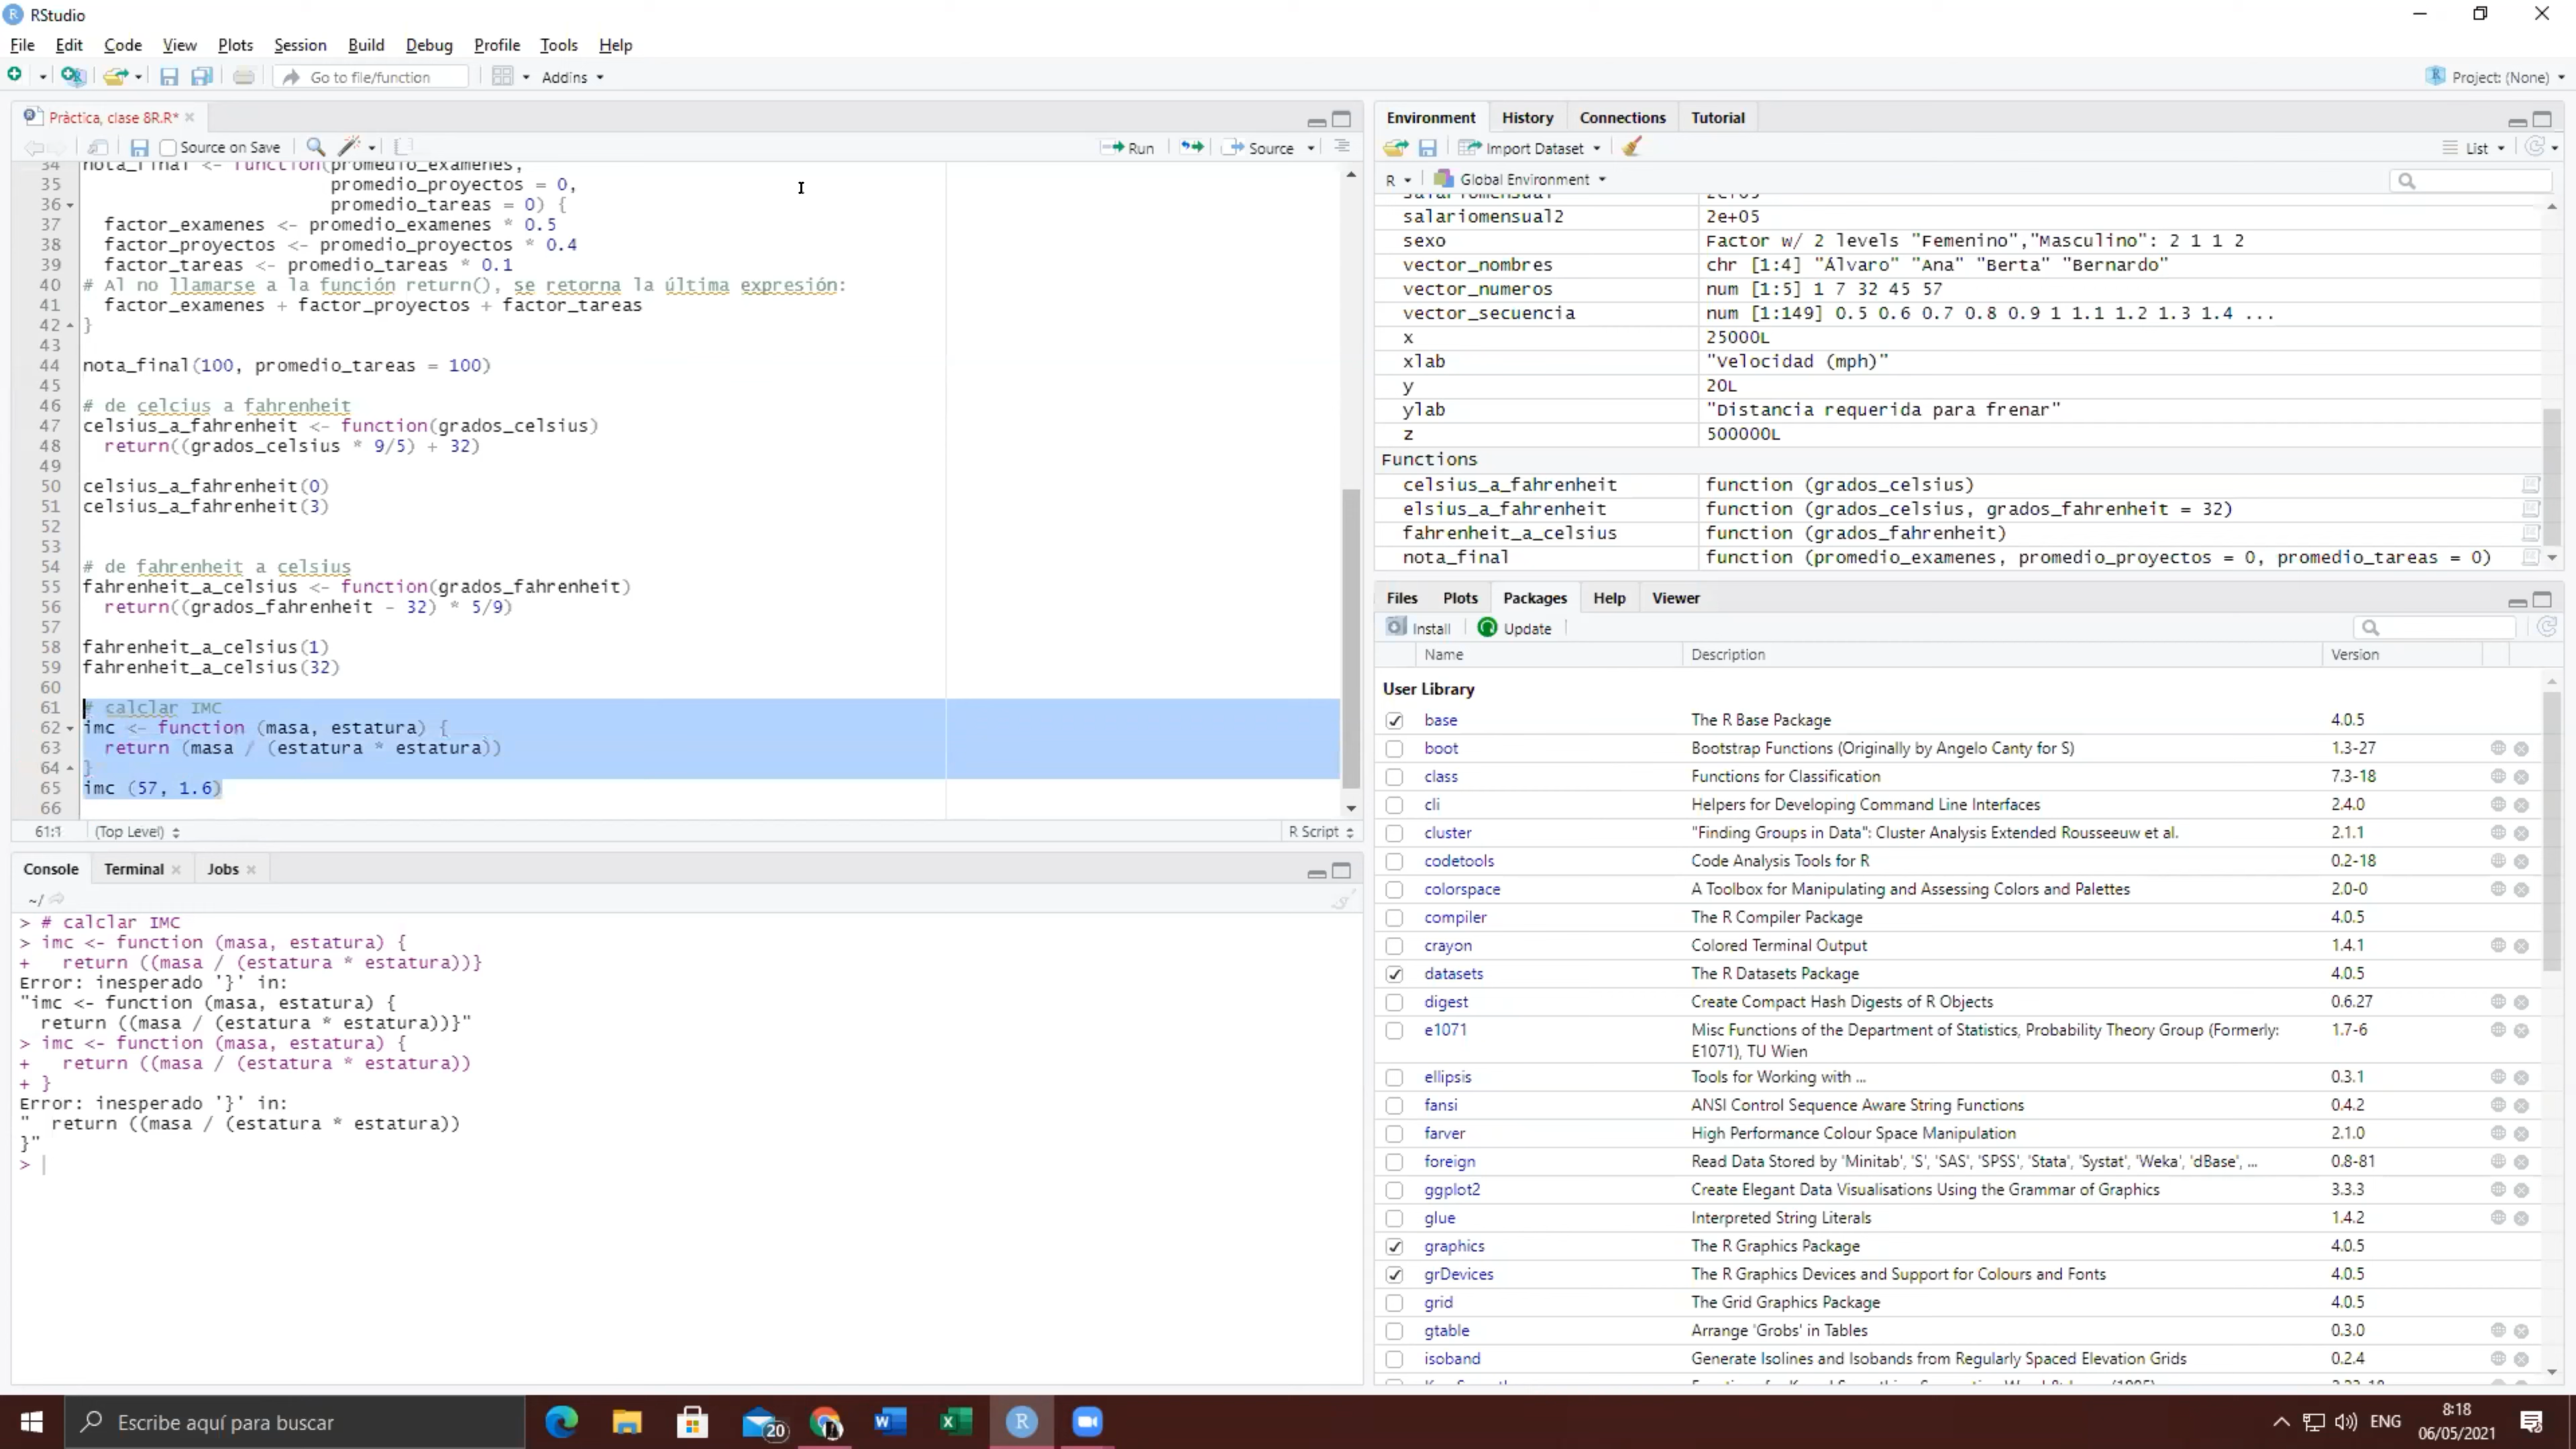 RStudio
File Edit Code View Plots Session Build Debug Profile Tools Help
Go to file/function Addins Project: (None)
Pràctica, clase 8R.R*
Source on Save Run Source
34 nota_final <- function(promedio_examenes,
35 promedio_proyectos = 0,
36 promedio_tareas = 0) {
37 factor_examenes <- promedio_examenes * 0.5
38 factor_proyectos <- promedio_proyectos * 0.4
39 factor_tareas <- promedio_tareas * 0.1
40 # Al no llamarse a la función return(), se retorna la última expresión:
41 factor_examenes + factor_proyectos + factor_tareas
42 }
43
44 nota_final(100, promedio_tareas = 100)
45
46 # de celcius a fahrenheit
47 celsius_a_fahrenheit <- function(grados_celsius)
48 return((grados_celsius * 9/5) + 32)
49
50 celsius_a_fahrenheit(0)
51 celsius_a_fahrenheit(3)
52
53
54 # de fahrenheit a celsius
55 fahrenheit_a_celsius <- function(grados_fahrenheit)
56 return((grados_fahrenheit - 32) * 5/9)
57
58 fahrenheit_a_celsius(1)
59 fahrenheit_a_celsius(32)
60
61 # calclar IMC
62 imc <- function (masa, estatura) {
63 return (masa / (estatura * estatura))
64 }
65 imc (57, 1.6)
66
61:1 (Top Level) R Script
Console Terminal Jobs
~/
> # calclar IMC
> imc <- function (masa, estatura) {
+ return ((masa / (estatura * estatura))}
Error: inesperado '}' in:
"imc <- function (masa, estatura) {
return ((masa / (estatura * estatura))}"
> imc <- function (masa, estatura) {
+ return ((masa / (estatura * estatura))
+ }
Error: inesperado '}' in:
" return ((masa / (estatura * estatura))
}"
>
Environment History Connections Tutorial
Import Dataset List
R Global Environment
salariomensual 2e+05
salariomensual2 2e+05
sexo Factor w/ 2 levels "Femenino","Masculino": 2 1 1 2
vector_nombres chr [1:4] "Álvaro" "Ana" "Berta" "Bernardo"
vector_numeros num [1:5] 1 7 32 45 57
vector_secuencia num [1:149] 0.5 0.6 0.7 0.8 0.9 1 1.1 1.2 1.3 1.4 ...
x 25000L
xlab "Velocidad (mph)"
y 20L
ylab "Distancia requerida para frenar"
z 500000L
Functions
celsius_a_fahrenheit function (grados_celsius)
elsius_a_fahrenheit function (grados_celsius, grados_fahrenheit = 32)
fahrenheit_a_celsius function (grados_fahrenheit)
nota_final function (promedio_examenes, promedio_proyectos = 0, promedio_tareas = 0)
Files Plots Packages Help Viewer
Install Update
Name Description Version
User Library
base The R Base Package 4.0.5
boot Bootstrap Functions (Originally by Angelo Canty for S) 1.3-27
class Functions for Classification 7.3-18
cli Helpers for Developing Command Line Interfaces 2.4.0
cluster "Finding Groups in Data": Cluster Analysis Extended Rousseeuw et al. 2.1.1
codetools Code Analysis Tools for R 0.2-18
colorspace A Toolbox for Manipulating and Assessing Colors and Palettes 2.0-0
compiler The R Compiler Package 4.0.5
crayon Colored Terminal Output 1.4.1
datasets The R Datasets Package 4.0.5
digest Create Compact Hash Digests of R Objects 0.6.27
e1071 Misc Functions of the Department of Statistics, Probability Theory Group (Formerly: 1.7-6
E1071), TU Wien
ellipsis Tools for Working with ... 0.3.1
fansi ANSI Control Sequence Aware String Functions 0.4.2
farver High Performance Colour Space Manipulation 2.1.0
foreign Read Data Stored by 'Minitab', 'S', 'SAS', 'SPSS', 'Stata', 'Systat', 'Weka', 'dBase', ... 0.8-81
ggplot2 Create Elegant Data Visualisations Using the Grammar of Graphics 3.3.3
glue Interpreted String Literals 1.4.2
graphics The R Graphics Package 4.0.5
grDevices The R Graphics Devices and Support for Colours and Fonts 4.0.5
grid The Grid Graphics Package 4.0.5
gtable Arrange 'Grobs' in Tables 0.3.0
isoband Generate Isolines and Isobands from Regularly Spaced Elevation Grids 0.2.4
Escribe aquí para buscar 20 ENG 8:18
06/05/2021